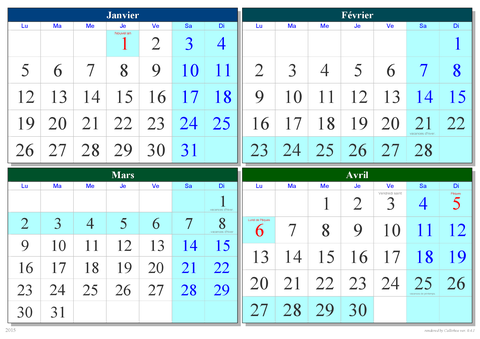 Janvier
Lu Ma Me Je Ve Sa Di
1 2 3 4
5 6 7 8 9 10 11
12 13 14 15 16 17 18
19 20 21 22 23 24 25
26 27 28 29 30 31
Février
Lu Ma Me Je Ve Sa Di
1
2 3 4 5 6 7 8
9 10 11 12 13 14 15
16 17 18 19 20 21 22
23 24 25 26 27 28
Mars
Lu Ma Me Je Ve Sa Di
1
2 3 4 5 6 7 8
9 10 11 12 13 14 15
16 17 18 19 20 21 22
23 24 25 26 27 28 29
30 31
Avril
Lu Ma Me Je Ve Sa Di
Pâques
1 2 3 4 5
6 7 8 9 10 11 12
13 14 15 16 17 18 19
20 21 22 23 24 25 26
27 28 29 30